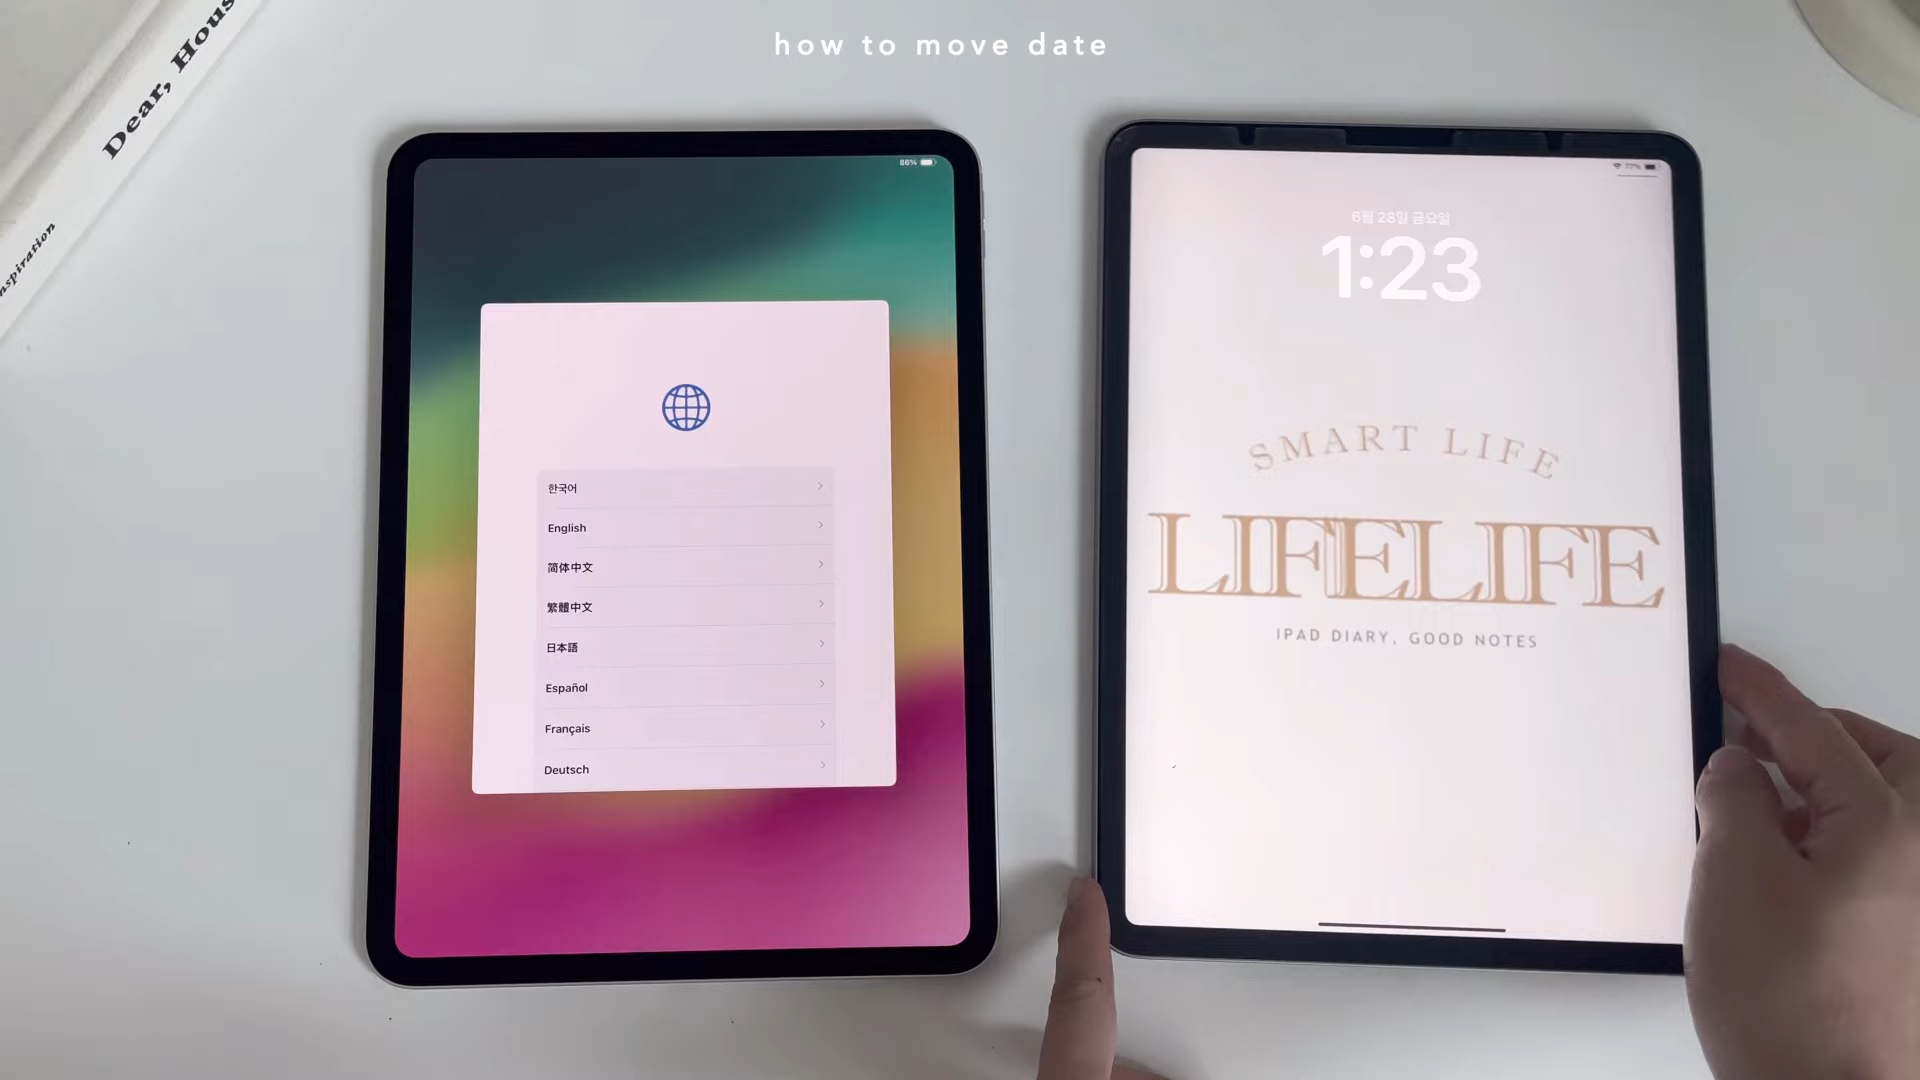 how to move date
Dear, Hous
nspiration
86%
한국어
English
简体中文
繁體中文
日本語
Español
Français
Deutsch
77%
6월 28일 금요일
1:23
SMART LIFE
LIFELIFE
IPAD DIARY, GOOD NOTES